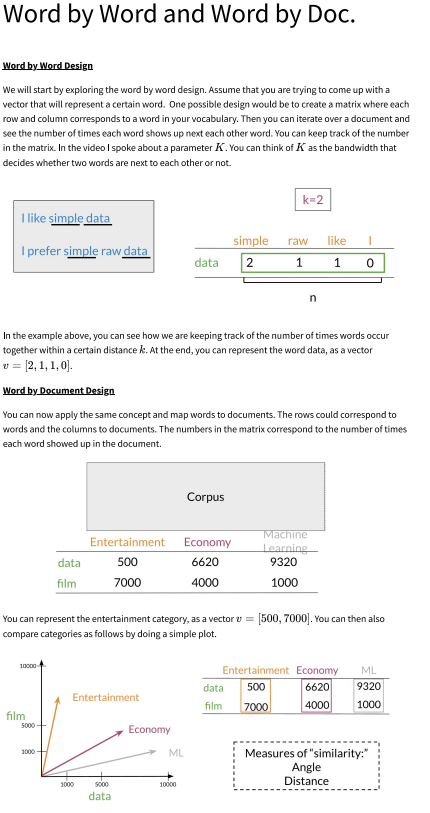 Word by Word and Word by Doc.
Word by Word Design
We will start by exploring the word by word design. Assume that you are trying to come up with a
vector that will represent a certain word.  One possible design would be to create a matrix where each
row and column corresponds to a word in your vocabulary. Then you can iterate over a document and
see the number of times each word shows up next each other word. You can keep track of the number
in the matrix. In the video I spoke about a parameter K. You can think of K as the bandwidth that
decides whether two words are next to each other or not.
k=2
I like simple data
I prefer simple raw data
simple raw like I
data 2 1 1 0
n
In the example above, you can see how we are keeping track of the number of times words occur
together within a certain distance k. At the end, you can represent the word data, as a vector
v = [2, 1, 1, 0].
Word by Document Design
You can now apply the same concept and map words to documents. The rows could correspond to
words and the columns to documents. The numbers in the matrix correspond to the number of times
each word showed up in the document.
Corpus
Entertainment Economy Machine Learning
data 500 6620 9320
film 7000 4000 1000
You can represent the entertainment category, as a vector v = [500, 7000]. You can then also
compare categories as follows by doing a simple plot.
10000
Entertainment
film
5000
Economy
1000
ML
1000 5000 10000
data
Entertainment Economy ML
data 500 6620 9320
film 7000 4000 1000
Measures of “similarity:”
Angle
Distance